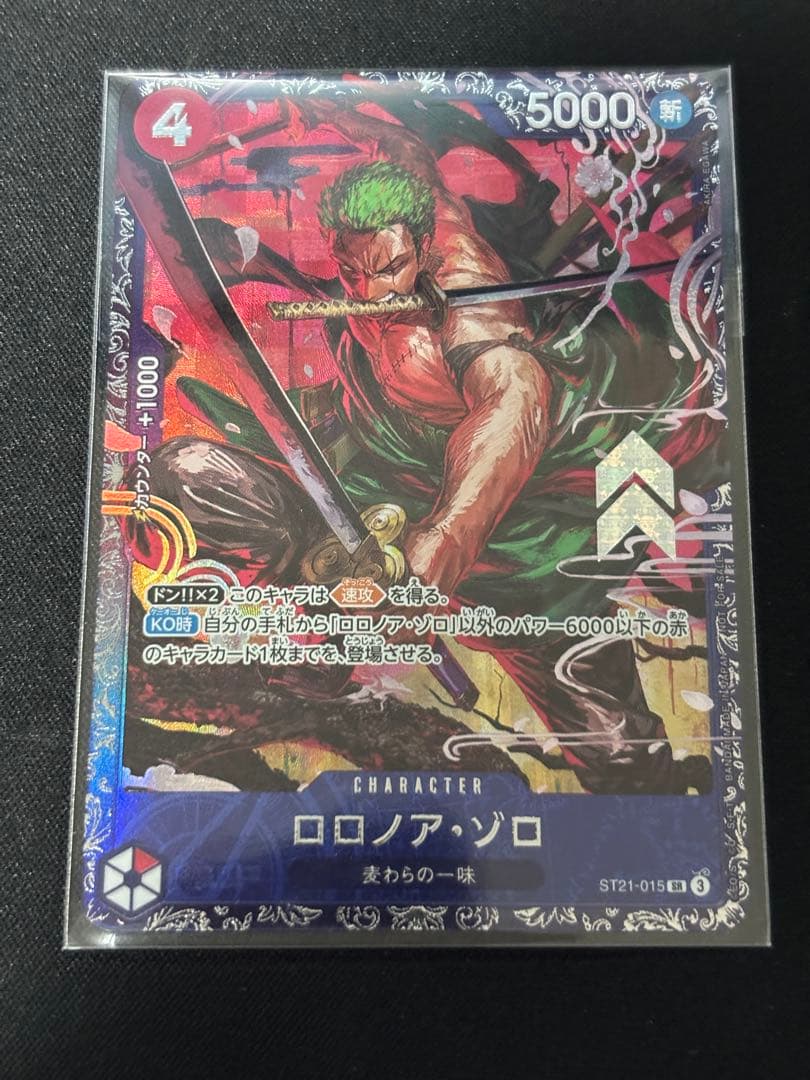 4
5000 斬
AKIRA EGAWA
カウンター +1000
ドン!!×2 このキャラは 速攻 を得る。
KO時 自分の手札から「ロロノア・ゾロ」以外のパワー6000以下の赤
のキャラカード1枚までを、登場させる。
CHARACTER
ロロノア・ゾロ
麦わらの一味
ST21-015 SR 3